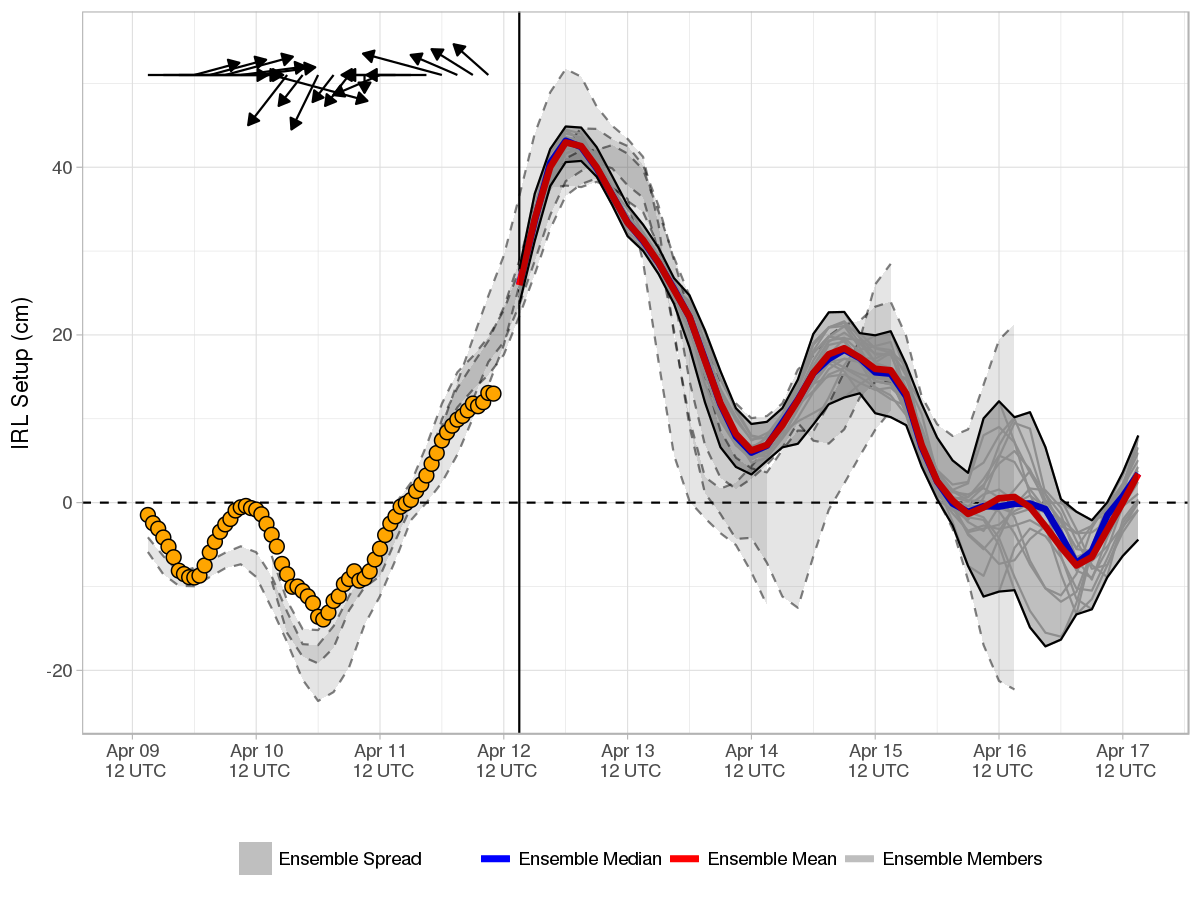 IRL Setup (cm)
40
20
0
-20
Apr 09 Apr 10 Apr 11 Apr 12 Apr 13 Apr 14 Apr 15 Apr 16 Apr 17
12 UTC 12 UTC 12 UTC 12 UTC 12 UTC 12 UTC 12 UTC 12 UTC 12 UTC
Ensemble Spread Ensemble Median Ensemble Mean Ensemble Members